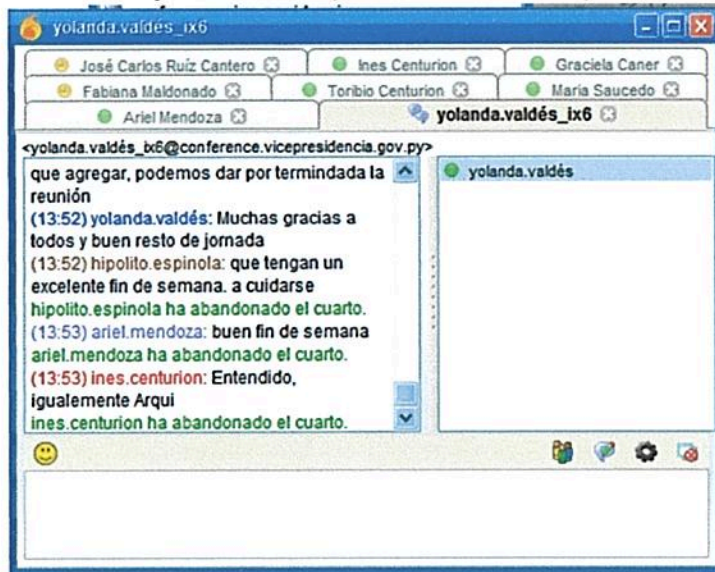 yolanda.valdés_ix6
José Carlos Ruíz Cantero
Ines Centurion
Graciela Caner
Fabiana Maldonado
Toribio Centurion
Maria Saucedo
Ariel Mendoza
yolanda.valdés_ix6
<yolanda.valdés_ix6@conference.vicepresidencia.gov.py>
que agregar, podemos dar por termindada la
reunión
(13:52) yolanda.valdés: Muchas gracias a
todos y buen resto de jornada
(13:52) hipolito.espinola: que tengan un
excelente fin de semana. a cuidarse
hipolito.espinola ha abandonado el cuarto.
(13:53) ariel.mendoza: buen fin de semana
ariel.mendoza ha abandonado el cuarto.
(13:53) ines.centurion: Entendido,
igualemente Arqui
ines.centurion ha abandonado el cuarto.
yolanda.valdés